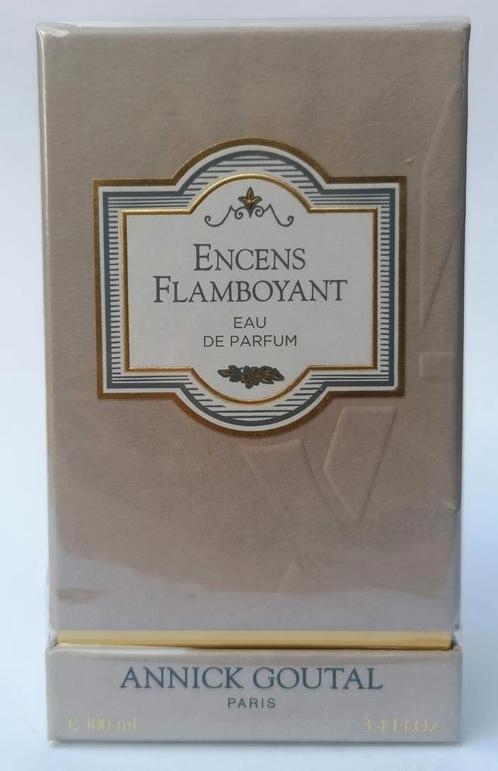 ENCENS
FLAMBOYANT
EAU
DE PARFUM
ANNICK GOUTAL
PARIS
e 100 ml 3.4 Fl.Oz